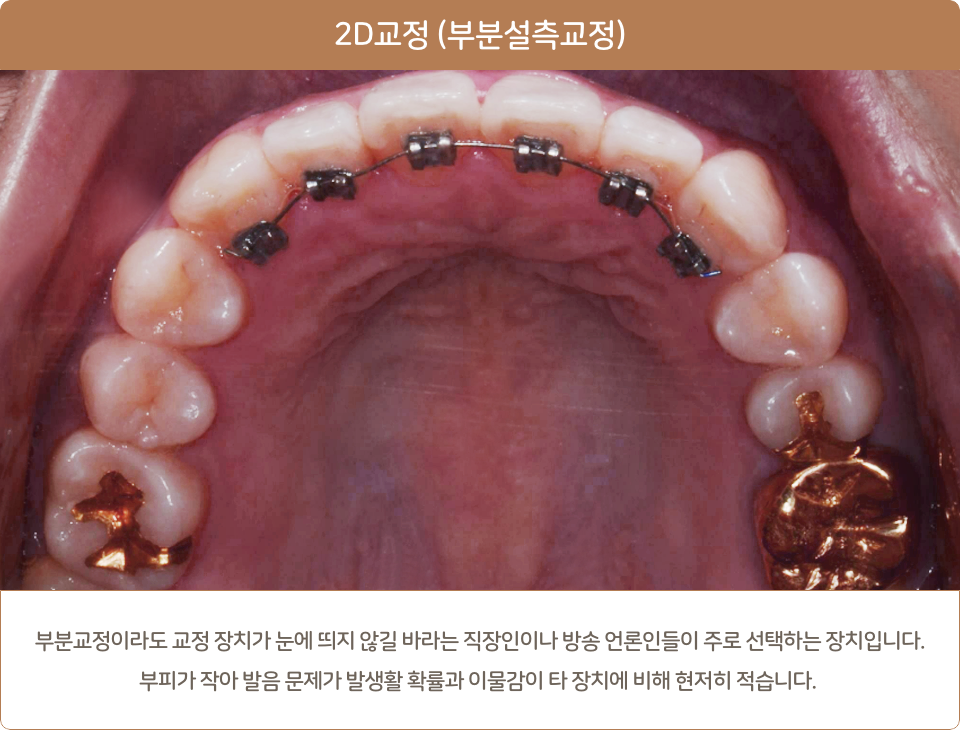 2D교정 (부분설측교정)
부분교정이라도 교정 장치가 눈에 띄지 않길 바라는 직장인이나 방송 언론인들이 주로 선택하는 장치입니다.
부피가 작아 발음 문제가 발생활 확률과 이물감이 타 장치에 비해 현저히 적습니다.